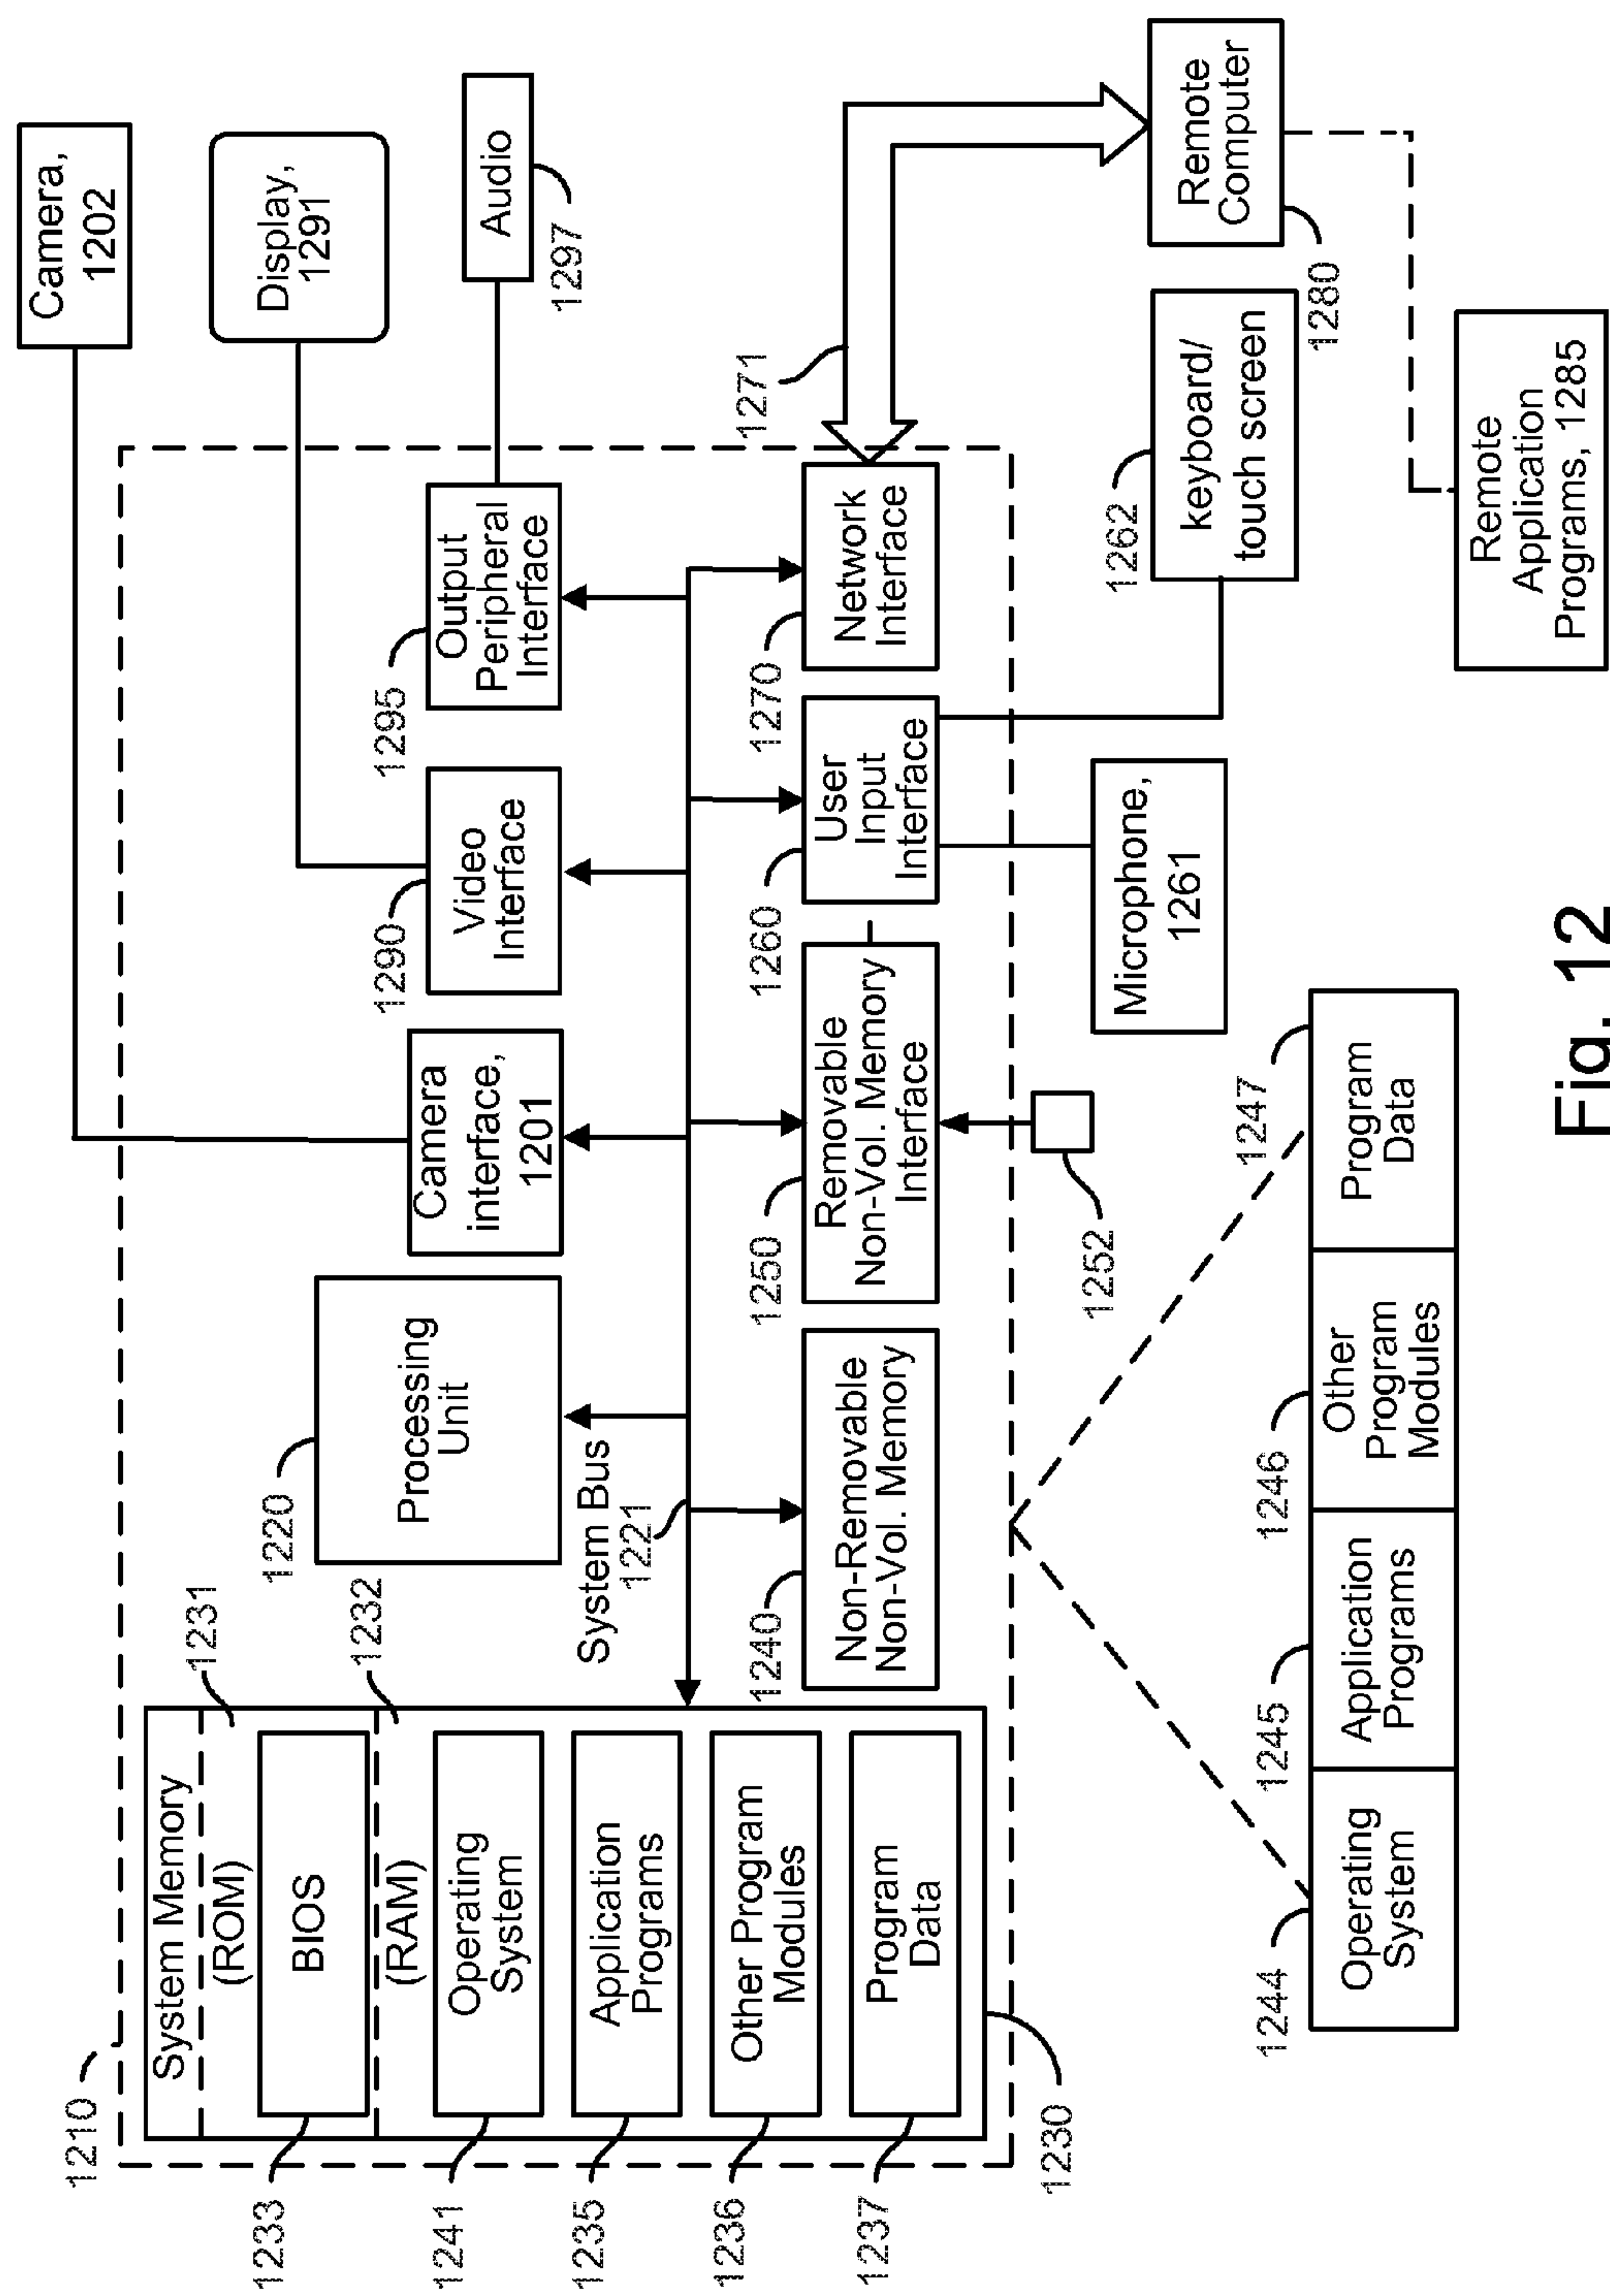 1210
System Memory
(ROM)
1231
BIOS
1233
(RAM)
1232
Operating
System
1241
Application
Programs
1235
Other Program
Modules
1236
Program
Data
1237
1230
1220
Processing
Unit
System Bus
1221
Camera
interface,
1201
Camera,
1202
1290
Video
Interface
Display,
1291
1295
Output
Peripheral
Interface
Audio
1297
1240
Non-Removable
Non-Vol. Memory
1250
Removable
Non-Vol. Memory
Interface
1252
1260
User
Input
Interface
1270
Network
Interface
1271
Microphone,
1261
1262
keyboard/
touch screen
Remote
Computer
1280
Remote
Application
Programs, 1285
1244
Operating
System
1245
Application
Programs
1246
Other
Program
Modules
1247
Program
Data
Fig. 12